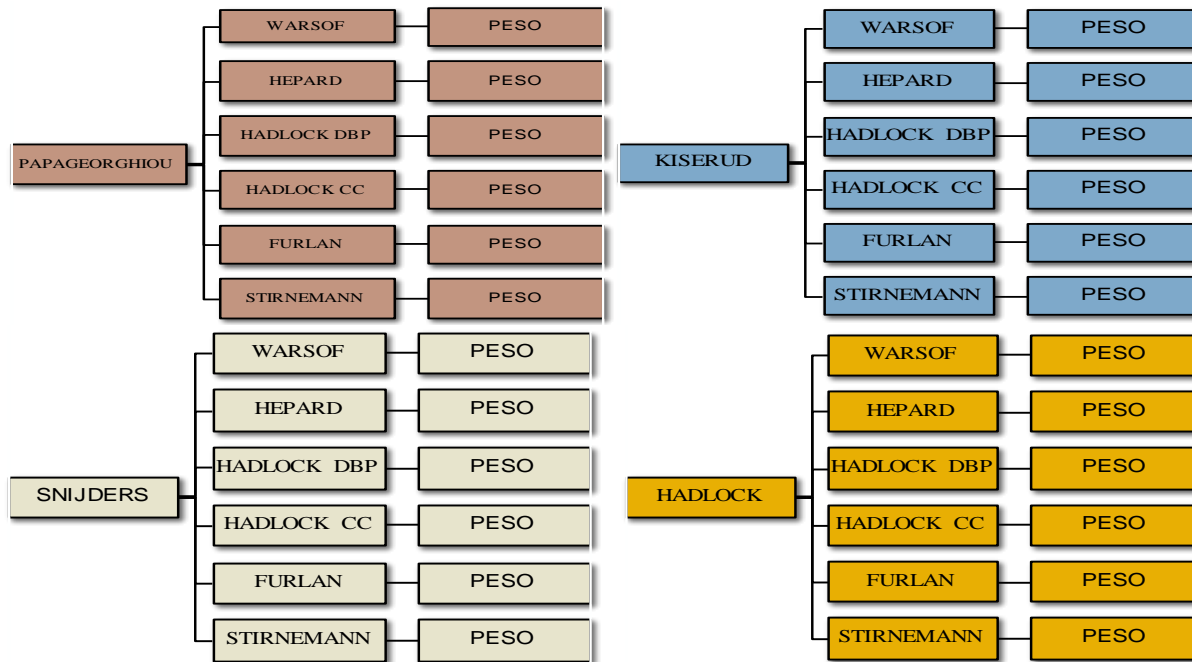 WARSOF PESO
HEPARD PESO
HADLOCK DBP PESO
PAPAGEORGHIOU
HADLOCK CC PESO
FURLAN PESO
STIRNEMANN PESO
WARSOF PESO
HEPARD PESO
HADLOCK DBP PESO
KISERUD
HADLOCK CC PESO
FURLAN PESO
STIRNEMANN PESO
WARSOF PESO
HEPARD PESO
HADLOCK DBP PESO
SNIJDERS
HADLOCK CC PESO
FURLAN PESO
STIRNEMANN PESO
WARSOF PESO
HEPARD PESO
HADLOCK DBP PESO
HADLOCK
HADLOCK CC PESO
FURLAN PESO
STIRNEMANN PESO